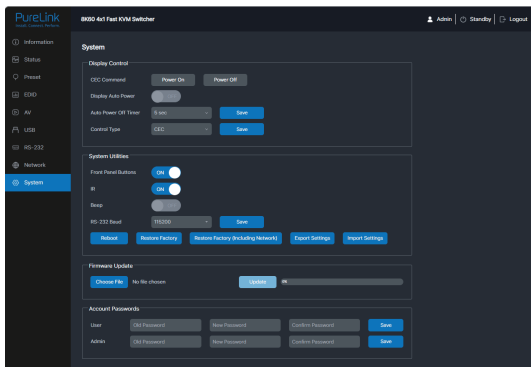 PureLink
8K60 4x1 Fast KVM Switcher
Admin
Standby
Logout
Information
Status
Preset
EDID
AV
USB
RS-232
Network
System
System
Display Control
CEC Command Power On Power Off
Display Auto Power
Auto Power Off Timer 5 sec Save
Control Type CEC Save
System Utilities
Front Panel Buttons ON
IR ON
Beep
RS-232 Baud 115200 Save
Reboot Restore Factory Restore Factory (Including Network) Export Settings Import Settings
Firmware Update
Choose File No file chosen Update
Account Passwords
User Old Password New Password Confirm Password Save
Admin Old Password New Password Confirm Password Save